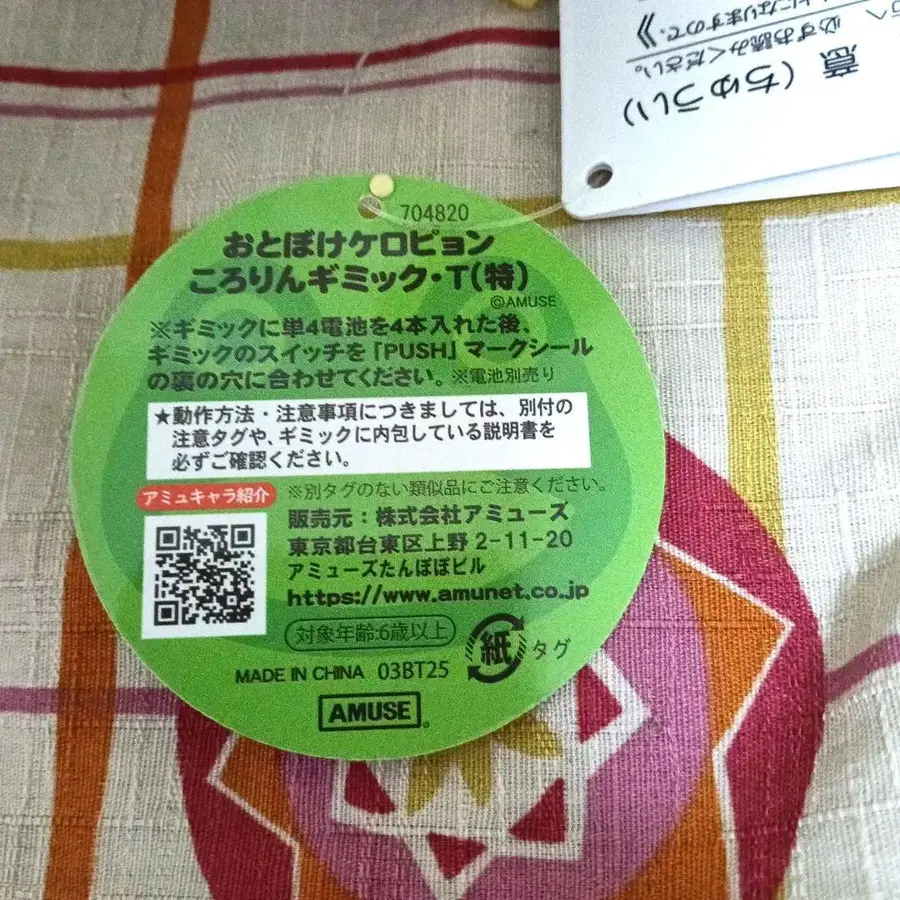 意（ちゅうい）
必ずお読みください。
となりますので、
704820
おとぼけケロピョン
ころりんギミック・T(特)
©AMUSE
※ギミックに単4電池を4本入れた後、
ギミックのスイッチを「PUSH」マークシール
の裏の穴に合わせてください。※電池別売り
★動作方法・注意事項につきましては、別付の
注意タグや、ギミックに内包している説明書を
必ずご確認ください。
アミュキャラ紹介
※別タグのない類似品にご注意ください。
販売元：株式会社アミューズ
東京都台東区上野 2-11-20
アミューズたんぽぽビル
https://www.amunet.co.jp
対象年齢:6歳以上
紙 タグ
MADE IN CHINA 03BT25
AMUSE®